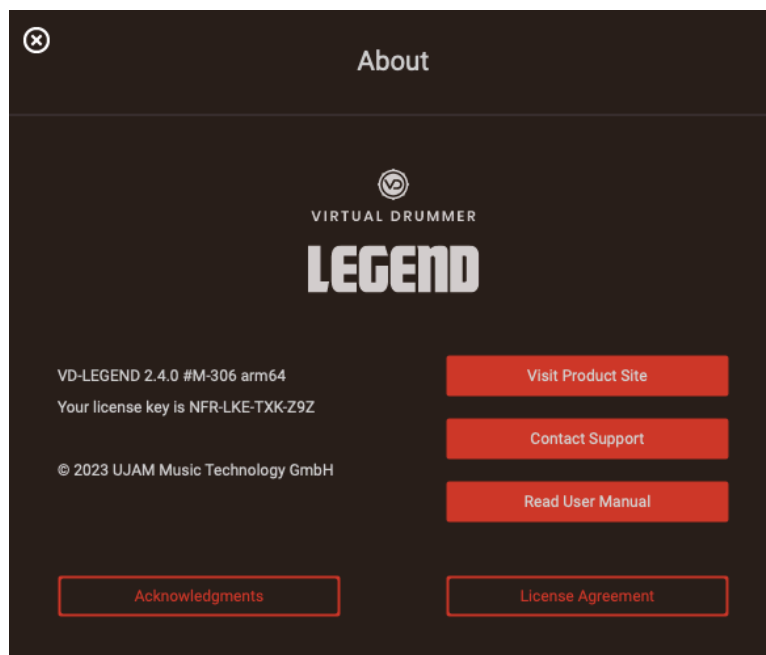 About
VD
VIRTUAL DRUMMER
LEGEND
VD-LEGEND 2.4.0 #M-306 arm64
Your license key is NFR-LKE-TXK-Z9Z
© 2023 UJAM Music Technology GmbH
Visit Product Site
Contact Support
Read User Manual
Acknowledgments
License Agreement